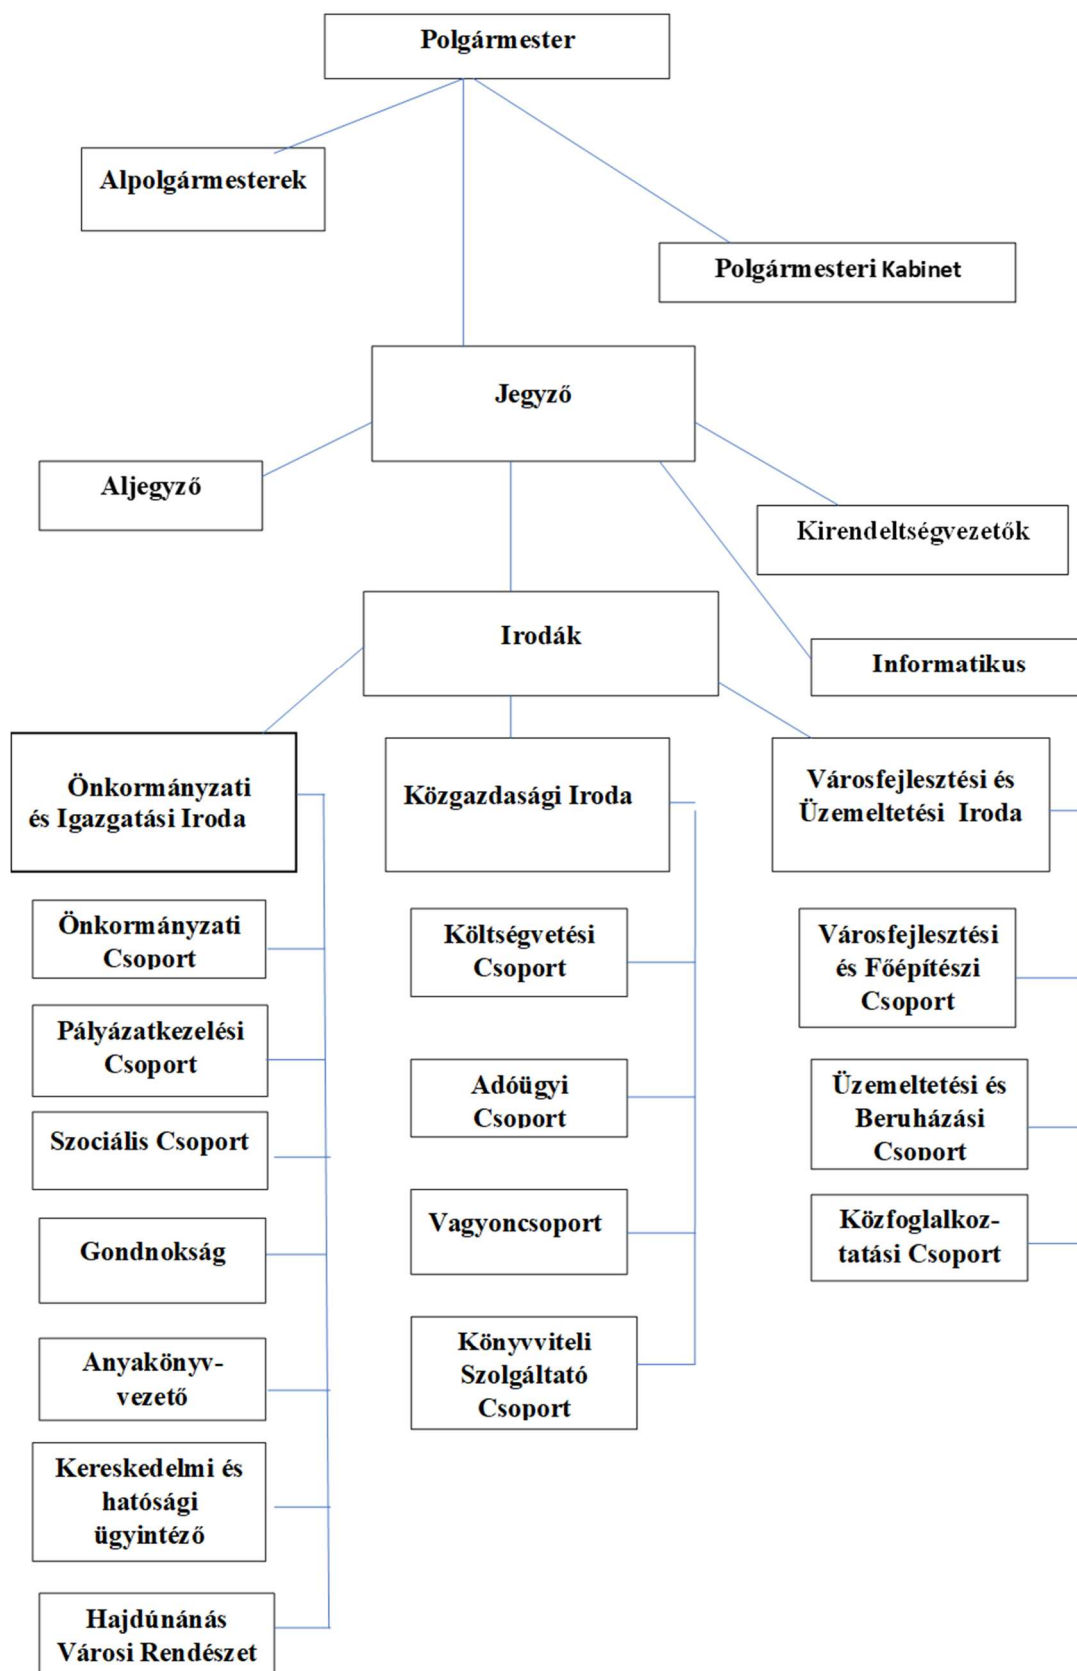 Polgármester
Alpolgármesterek
Polgármesteri Kabinet
Jegyző
Aljegyző
Kirendeltségvezetők
Irodák
Informatikus
Önkormányzati
és Igazgatási Iroda
Közgazdasági Iroda
Városfejlesztési és
Üzemeltetési Iroda
Önkormányzati
Csoport
Pályázatkezelési
Csoport
Szociális Csoport
Gondnokság
Anyakönyv-
vezető
Kereskedelmi és
hatósági
ügyintéző
Hajdúnánás
Városi Rendészet
Költségvetési
Csoport
Adóügyi
Csoport
Vagyoncsoport
Könyvviteli
Szolgáltató
Csoport
Városfejlesztési
és Főépítészi
Csoport
Üzemeltetési és
Beruházási
Csoport
Közfoglalkoz-
tatási Csoport